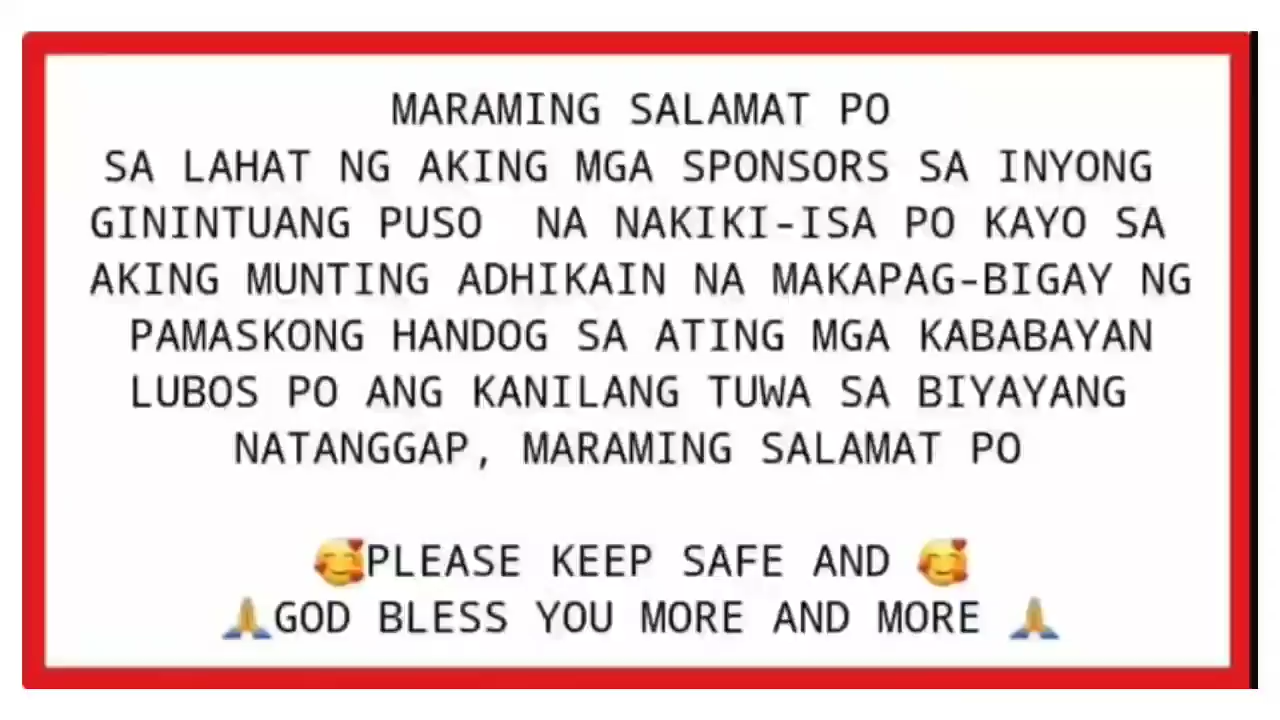 MARAMING SALAMAT PO
SA LAHAT NG AKING MGA SPONSORS SA INYONG
GININTUANG PUSO NA NAKIKI-ISA PO KAYO SA
AKING MUNTING ADHIKAIN NA MAKAPAG-BIGAY NG
PAMASKONG HANDOG SA ATING MGA KABABAYAN
LUBOS PO ANG KANILANG TUWA SA BIYAYANG
NATANGGAP, MARAMING SALAMAT PO
🥰PLEASE KEEP SAFE AND 🥰
🙏GOD BLESS YOU MORE AND MORE 🙏